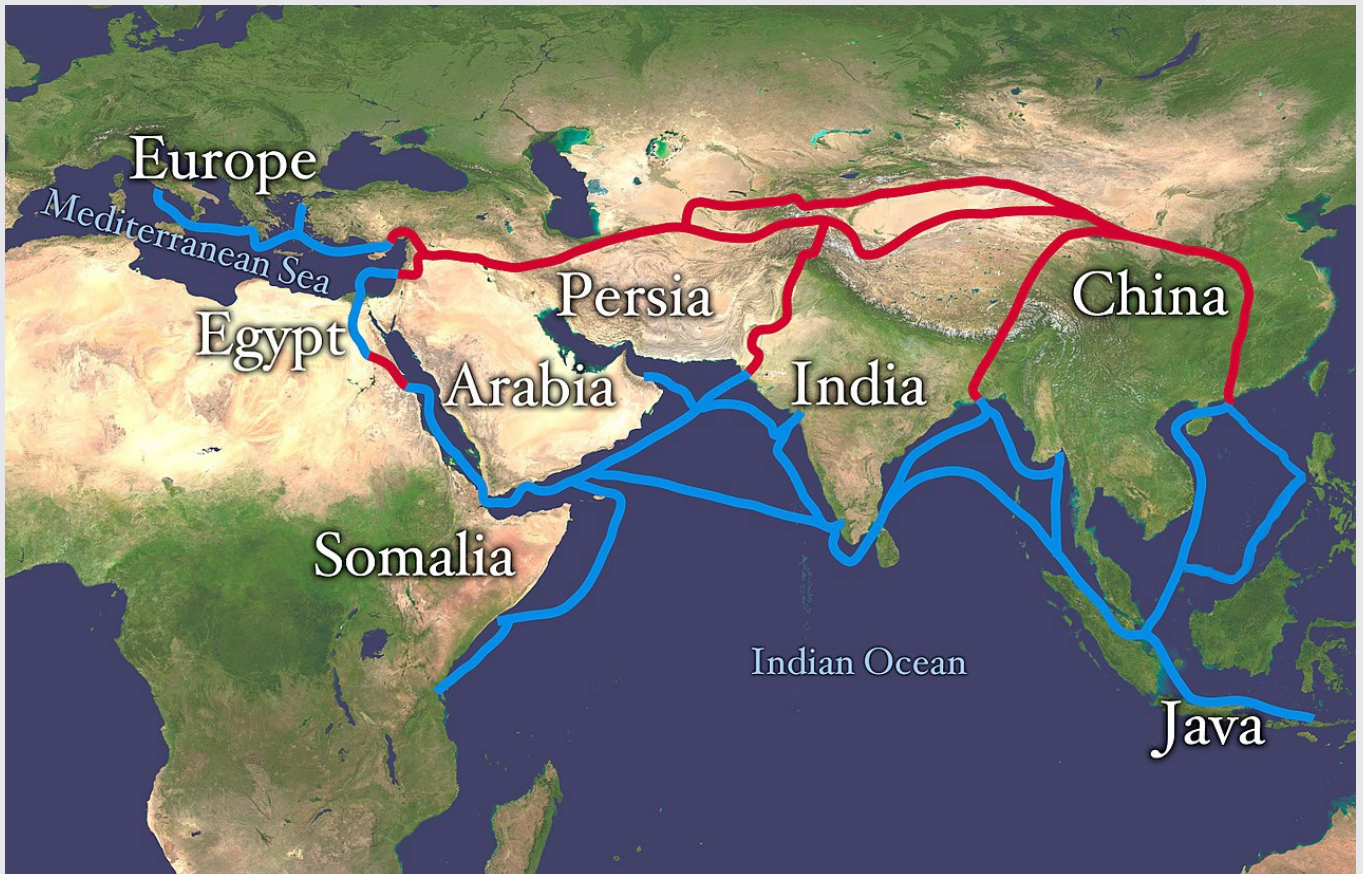 Europe
Mediterranean Sea
Persia
China
Egypt
Arabia
India
Somalia
Indian Ocean
Java